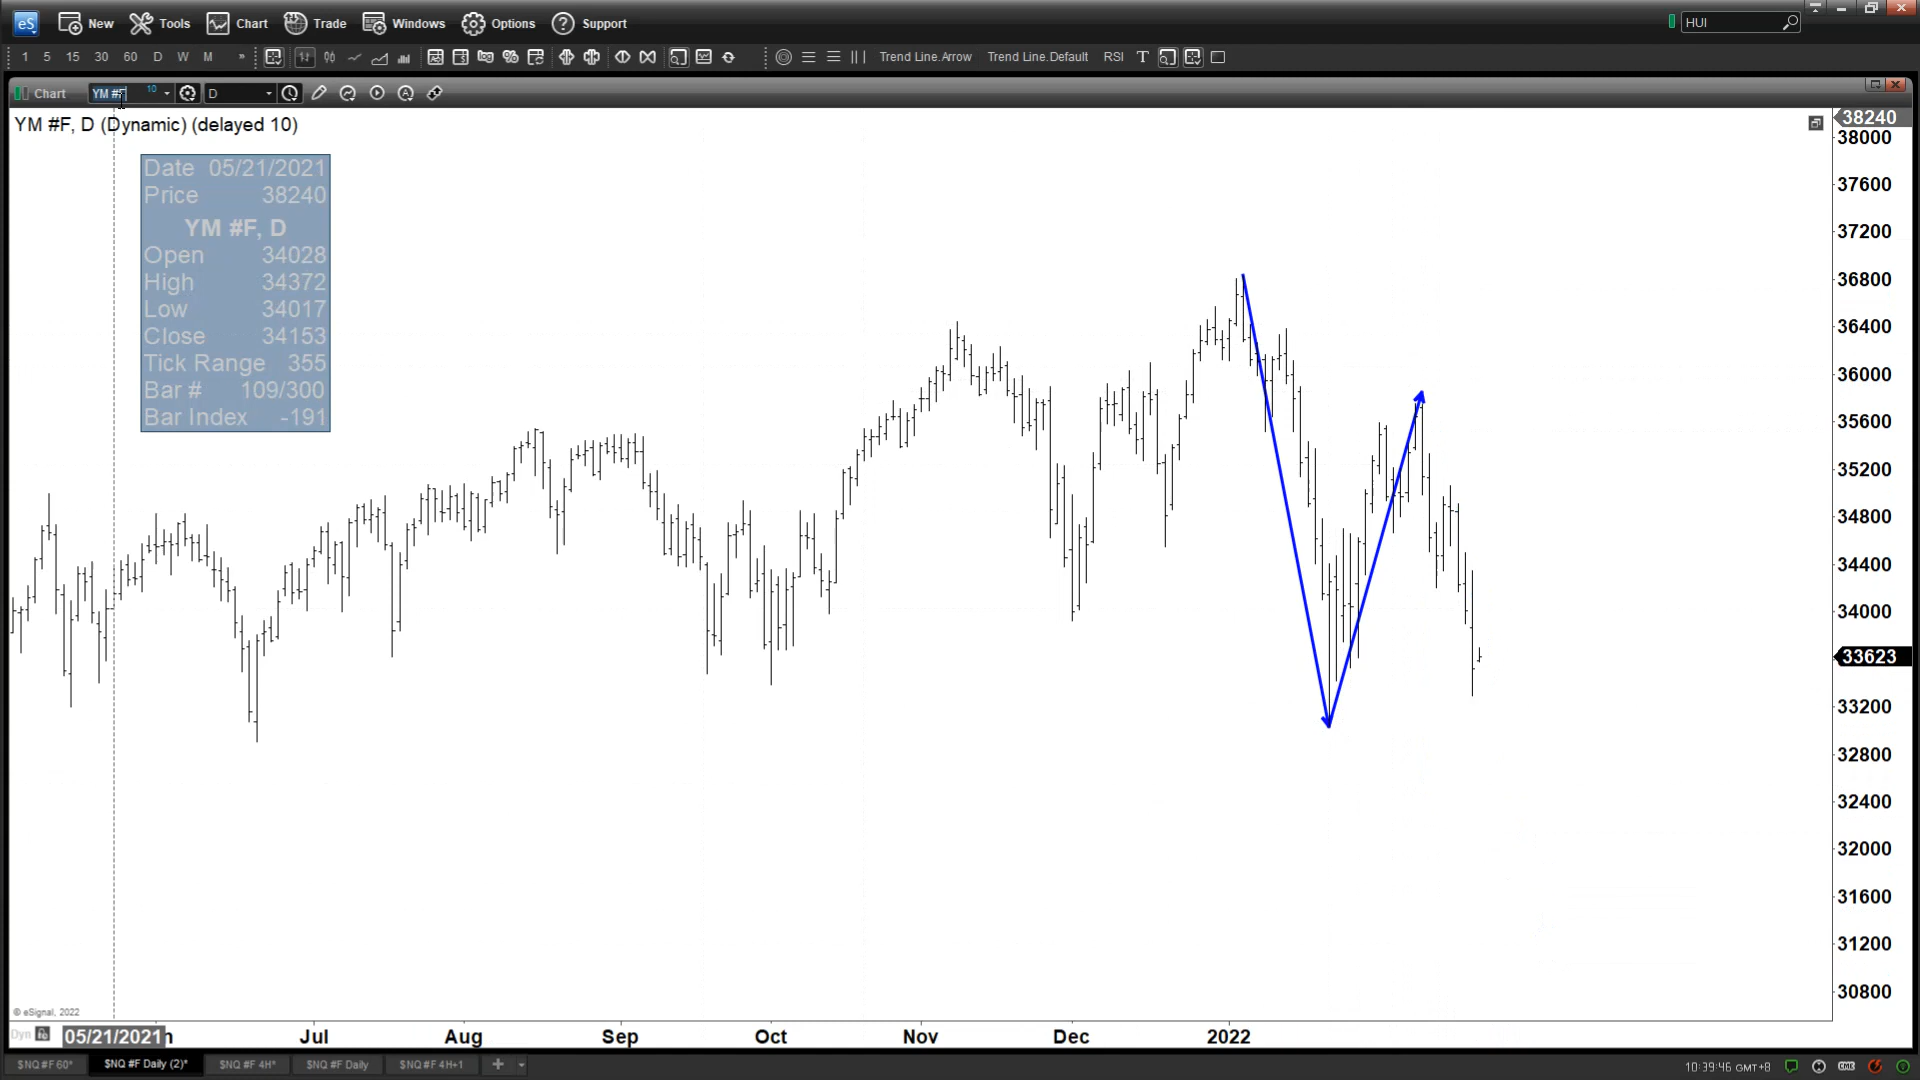 eS New Tools Chart Trade Windows Options Support HUI
1 5 15 30 60 D W M » log % Trend Line.Arrow Trend Line.Default RSI T
Chart YM #F 10 D
YM #F, D (Dynamic) (delayed 10)
Date 05/21/2021
Price 38240
YM #F, D
Open 34028
High 34372
Low 34017
Close 34153
Tick Range 355
Bar # 109/300
Bar Index -191
38240
38000
37600
37200
36800
36400
36000
35600
35200
34800
34400
34000
33623
33200
32800
32400
32000
31600
31200
30800
© eSignal, 2022
Dyn 05/21/2021 n Jul Aug Sep Oct Nov Dec 2022
$NQ #F 60* $NQ #F Daily (2)* $NQ #F 4H* $NQ #F Daily $NQ #F 4H+1 +
10:39:46 GMT+8 CME